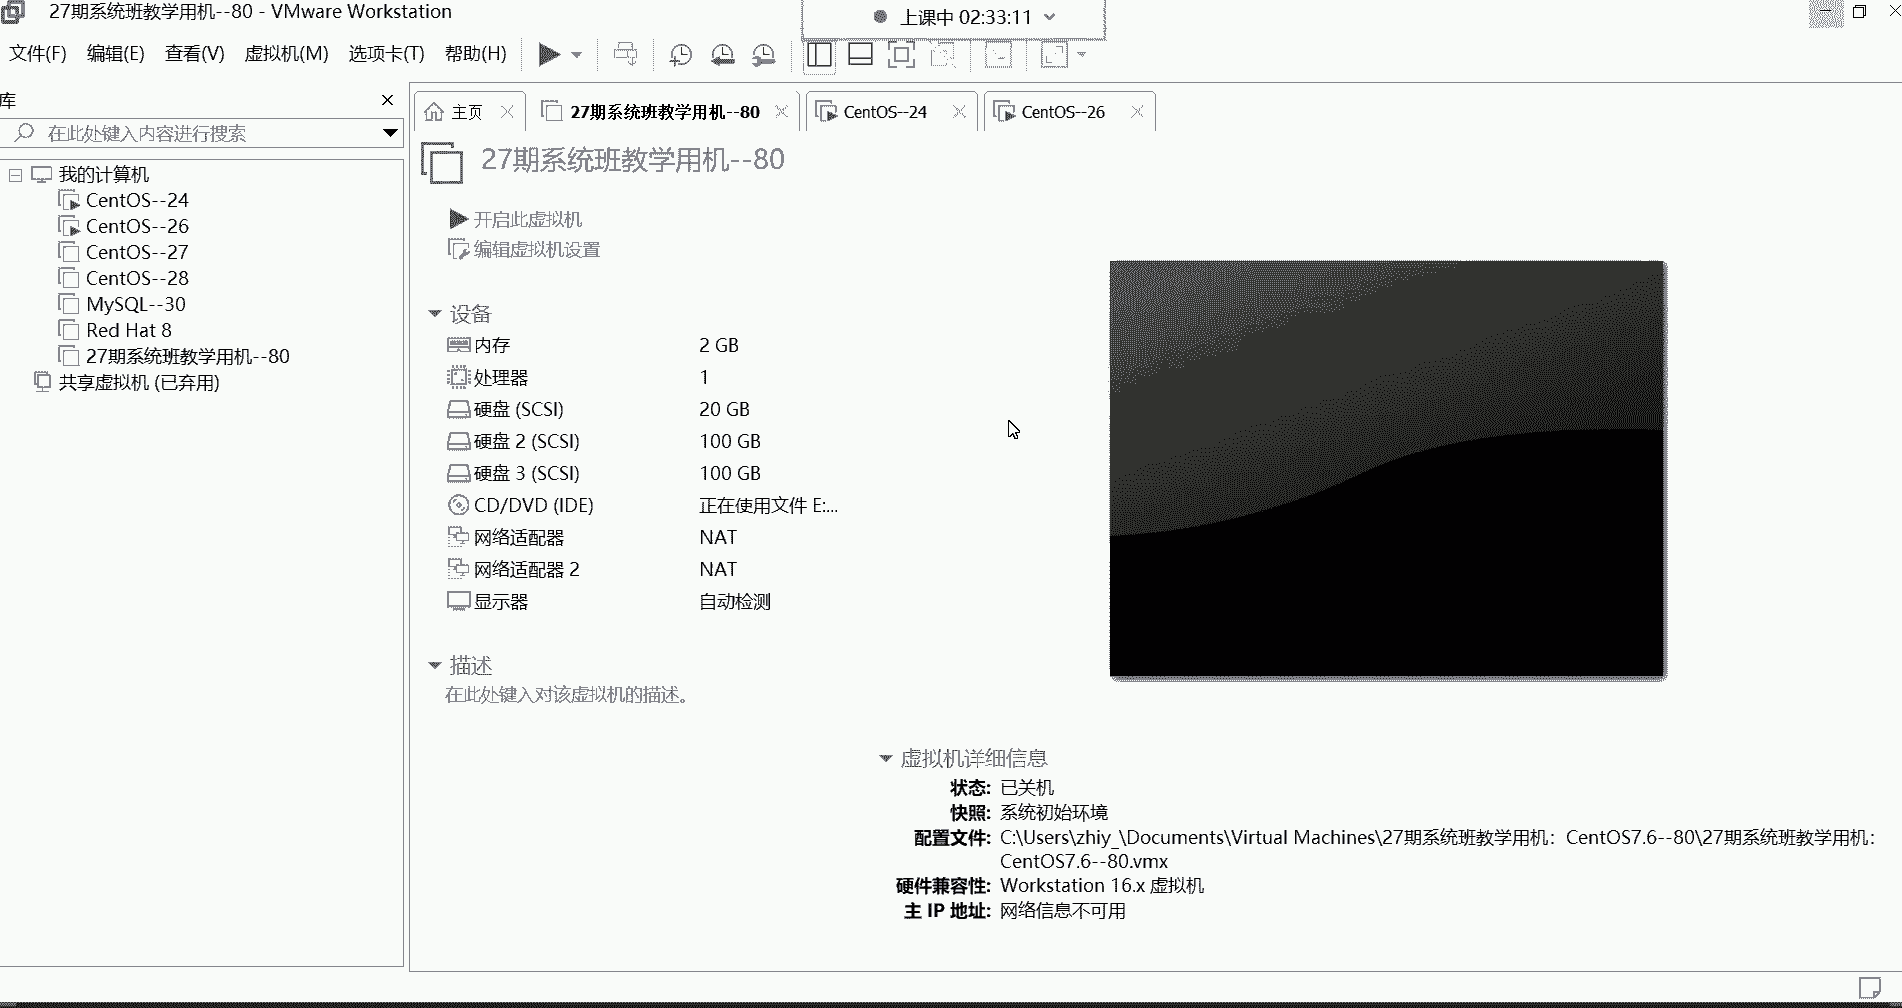 27期系统班教学用机--80 - VMware Workstation
上课中 02:33:11
文件(F) 编辑(E) 查看(V) 虚拟机(M) 选项卡(T) 帮助(H)
库
在此处键入内容进行搜索
我的计算机
CentOS--24
CentOS--26
CentOS--27
CentOS--28
MySQL--30
Red Hat 8
27期系统班教学用机--80
共享虚拟机 (已弃用)
主页 27期系统班教学用机--80 CentOS--24 CentOS--26
27期系统班教学用机--80
开启此虚拟机
编辑虚拟机设置
设备
内存 2 GB
处理器 1
硬盘 (SCSI) 20 GB
硬盘 2 (SCSI) 100 GB
硬盘 3 (SCSI) 100 GB
CD/DVD (IDE) 正在使用文件 E:...
网络适配器 NAT
网络适配器 2 NAT
显示器 自动检测
描述
在此处键入对该虚拟机的描述。
虚拟机详细信息
状态: 已关机
快照: 系统初始环境
配置文件: C:\Users\zhiy_\Documents\Virtual Machines\27期系统班教学用机：CentOS7.6--80\27期系统班教学用机：
CentOS7.6--80.vmx
硬件兼容性: Workstation 16.x 虚拟机
主 IP 地址: 网络信息不可用